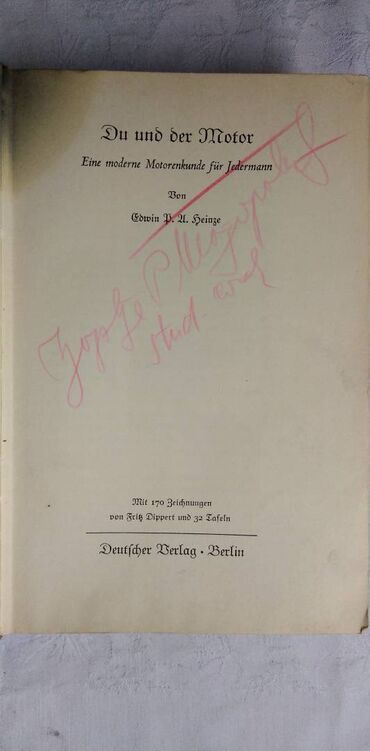 Du und der Motor
Eine moderne Motorenkunde für Jedermann
Von
Edwin P. A. Heinze
Ђорђе Р
stud.
Mit 170 Zeichnungen
von Fritz Dippert und 32 Tafeln
Deutscher Verlag · Berlin